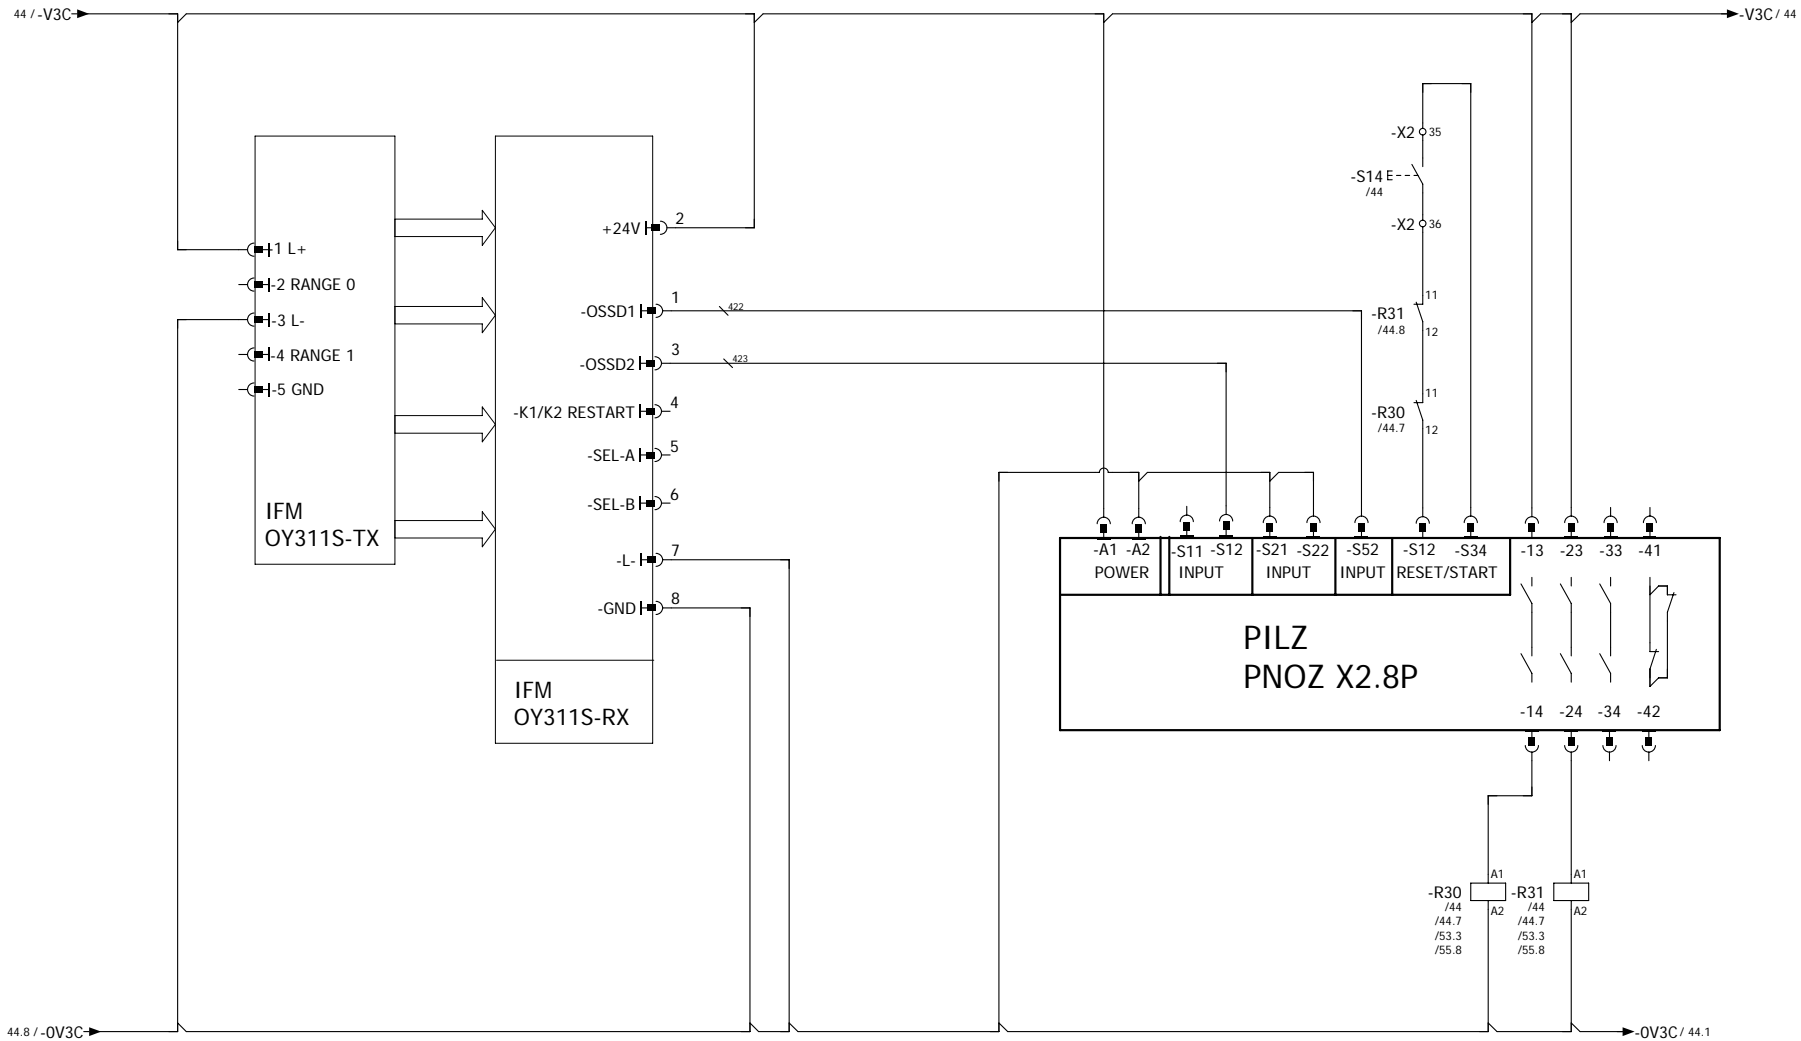 44 / -V3C
-V3C / 44
-X2 35
-S14 E
/44
-X2 36
11
-R31
/44.8
12
11
-R30
/44.7
12
1 L+
-2 RANGE 0
-3 L-
-4 RANGE 1
-5 GND
IFM
OY311S-TX
+24V 2
-OSSD1 1
422
-OSSD2 3
423
-K1/K2 RESTART 4
-SEL-A 5
-SEL-B 6
-L- 7
-GND 8
IFM
OY311S-RX
-A1 -A2 -S11 -S12 -S21 -S22 -S52 -S12 -S34 -13 -23 -33 -41
POWER INPUT INPUT INPUT RESET/START
PILZ
PNOZ X2.8P
-14 -24 -34 -42
A1
-R30
/44
/44.7
/53.3
/55.8
A2
A1
-R31
/44
/44.7
/53.3
/55.8
A2
44.8 / -0V3C
-0V3C / 44.1